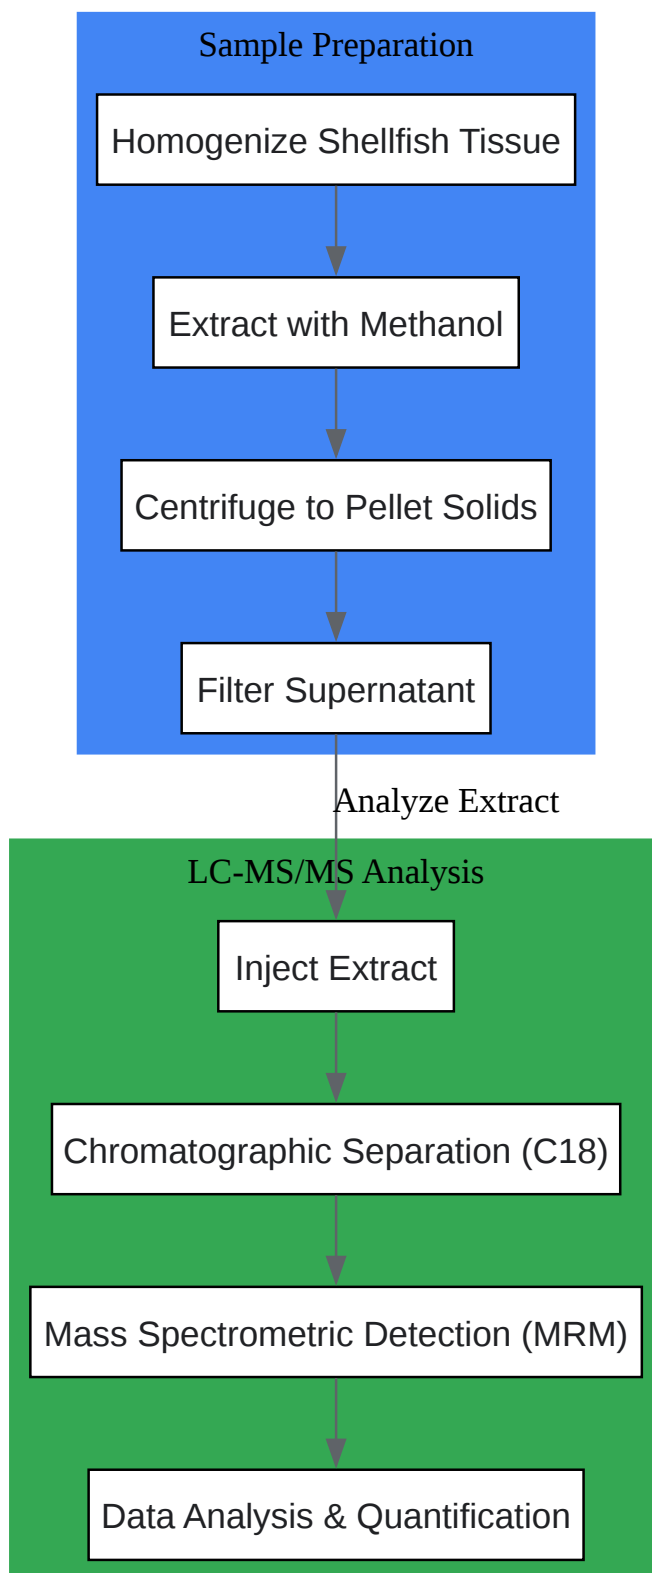 Sample Preparation
Homogenize Shellfish Tissue
Extract with Methanol
Centrifuge to Pellet Solids
Filter Supernatant
Analyze Extract
LC-MS/MS Analysis
Inject Extract
Chromatographic Separation (C18)
Mass Spectrometric Detection (MRM)
Data Analysis & Quantification